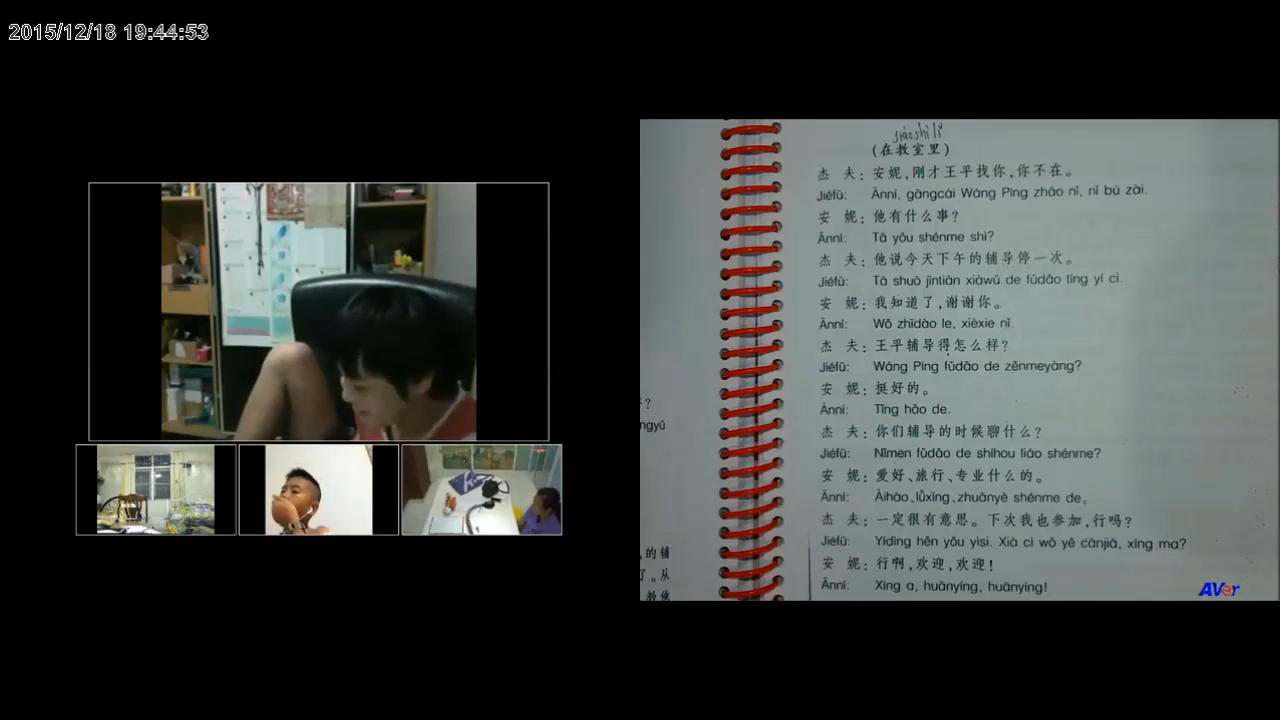 2015/12/18 19:44:53
jiàoshì lǐ
(在教室里)
杰 夫:安妮,刚才王平找你,你不在。
Jiéfū: Ānnī, gāngcái Wáng Píng zhǎo nǐ, nǐ bú zài.
安 妮:他有什么事?
Ānnī: Tā yǒu shénme shì?
杰 夫:他说今天下午的辅导停一次。
Jiéfū: Tā shuō jīntiān xiàwǔ de fǔdǎo tíng yí cì.
安 妮:我知道了,谢谢你。
Ānnī: Wǒ zhīdào le, xièxie nǐ.
杰 夫:王平辅导得怎么样?
Jiéfū: Wáng Píng fǔdǎo de zěnmeyàng?
安 妮:挺好的。
Ānnī: Tǐng hǎo de.
杰 夫:你们辅导的时候聊什么?
Jiéfū: Nǐmen fǔdǎo de shíhou liáo shénme?
安 妮:爱好、旅行、专业什么的。
Ānnī: Àihào、lǚxíng、zhuānyè shénme de。
杰 夫:一定很有意思。下次我也参加,行吗?
Jiéfū: Yídìng hěn yǒu yìsi. Xià cì wǒ yě cānjiā, xíng ma?
安 妮:行啊,欢迎,欢迎!
Ānnī: Xíng a, huānyíng, huānyíng!
?
ngyǔ
的辅
了。从
教你
AVer